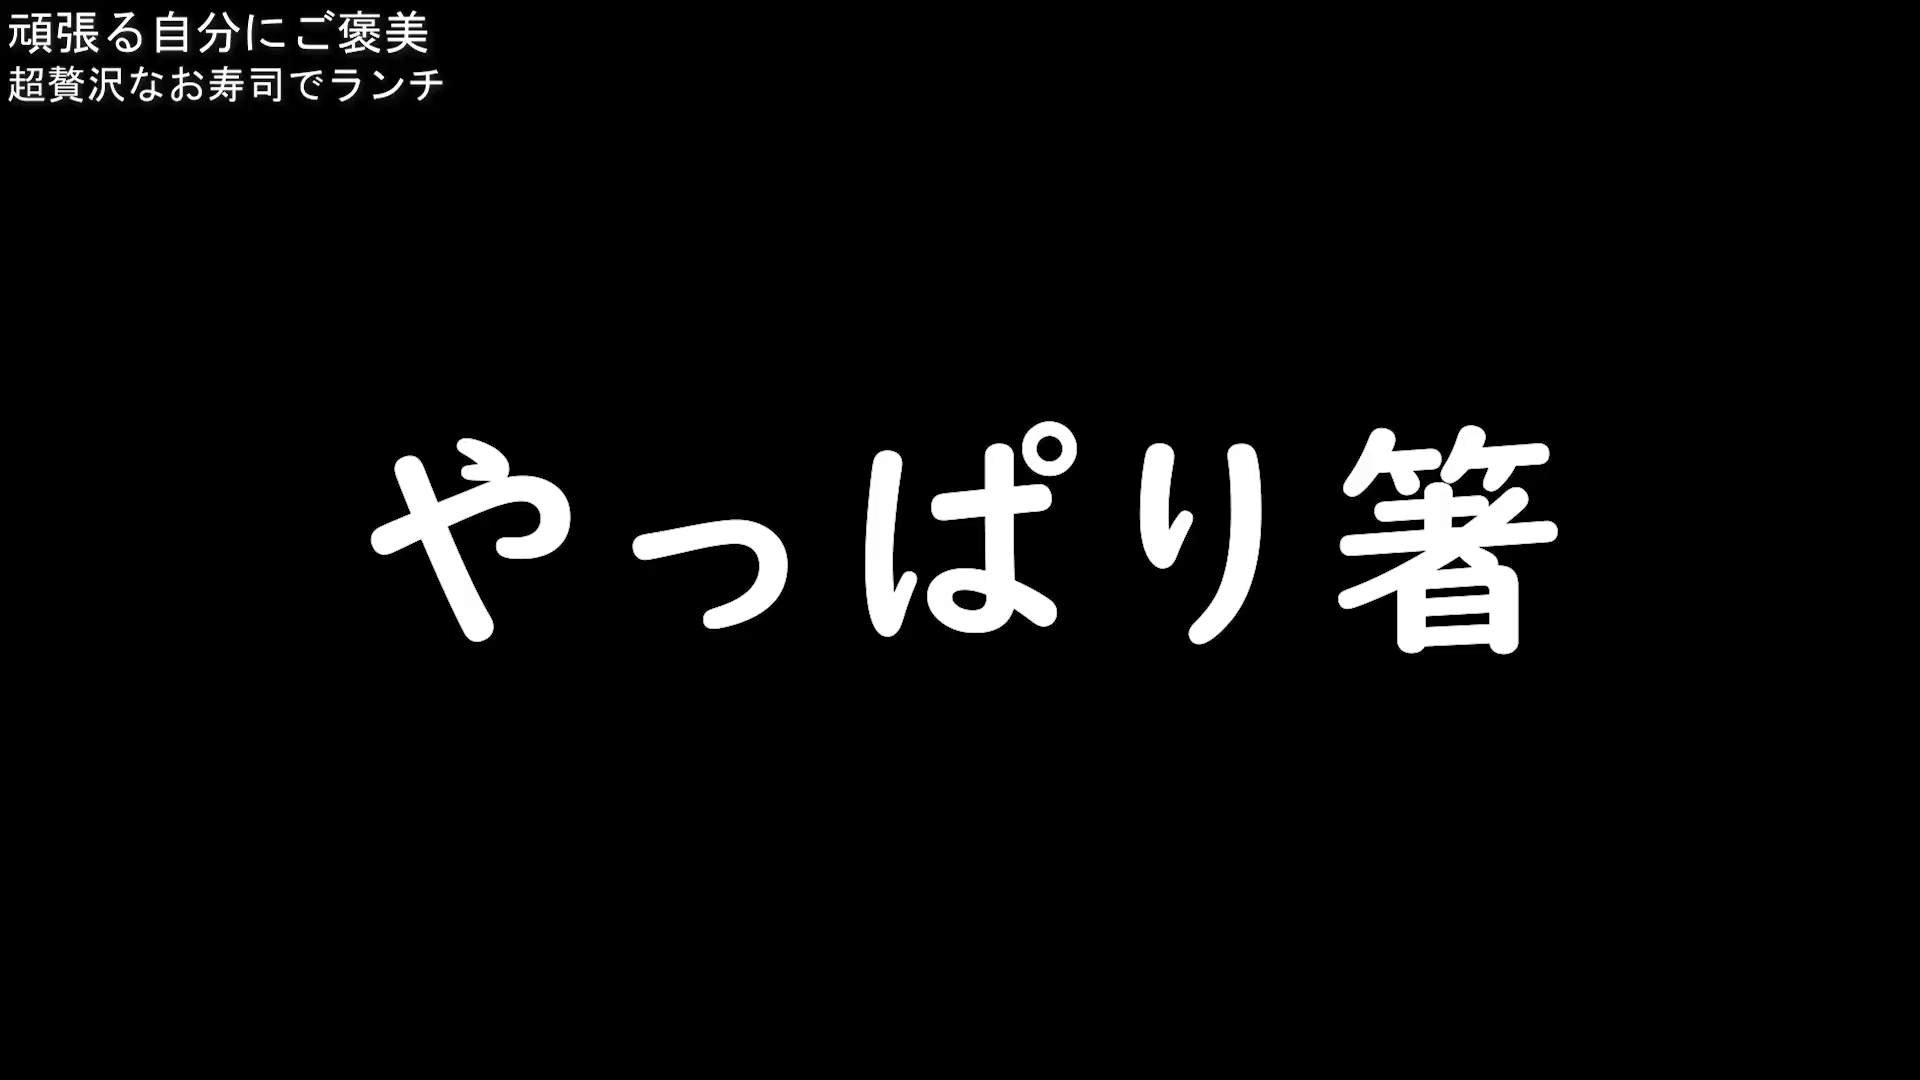 頑張る自分にご褒美
超贅沢なお寿司でランチ
やっぱり箸